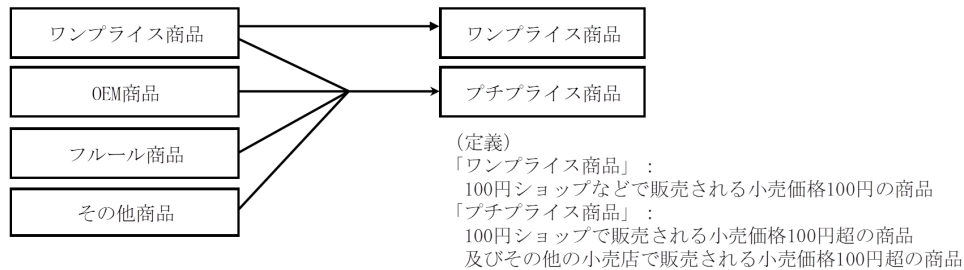 ワンプライス商品
ワンプライス商品
OEM商品
プチプライス商品
フルール商品
その他商品
（定義）
「ワンプライス商品」：
100円ショップなどで販売される小売価格100円の商品
「プチプライス商品」：
100円ショップで販売される小売価格100円超の商品
及びその他の小売店で販売される小売価格100円超の商品